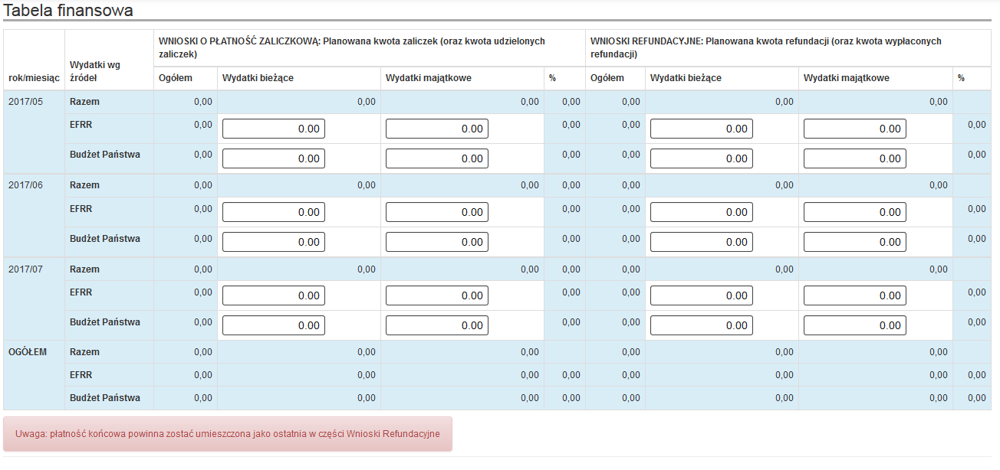 Tabela finansowa
rok/miesiąc Wydatki wg źródeł WNIOSKI O PŁATNOŚĆ ZALICZKOWĄ: Planowana kwota zaliczek (oraz kwota udzielonych zaliczek) WNIOSKI REFUNDACYJNE: Planowana kwota refundacji (oraz kwota wypłaconych refundacji)
Ogółem Wydatki bieżące Wydatki majątkowe % Ogółem Wydatki bieżące Wydatki majątkowe %
2017/05 Razem 0,00 0,00 0,00 0,00 0,00 0,00 0,00
EFRR 0,00 0.00 0.00 0,00 0,00 0.00 0.00 0,00
Budżet Państwa 0,00 0.00 0.00 0,00 0,00 0.00 0.00 0,00
2017/06 Razem 0,00 0,00 0,00 0,00 0,00 0,00 0,00
EFRR 0,00 0.00 0.00 0,00 0,00 0.00 0.00 0,00
Budżet Państwa 0,00 0.00 0.00 0,00 0,00 0.00 0.00 0,00
2017/07 Razem 0,00 0,00 0,00 0,00 0,00 0,00 0,00
EFRR 0,00 0.00 0.00 0,00 0,00 0.00 0.00 0,00
Budżet Państwa 0,00 0.00 0.00 0,00 0,00 0.00 0.00 0,00
OGÓŁEM Razem 0,00 0,00 0,00 0,00 0,00 0,00
EFRR 0,00 0,00 0,00 0,00 0,00 0,00 0,00 0,00
Budżet Państwa 0,00 0,00 0,00 0,00 0,00 0,00 0,00 0,00
Uwaga: płatność końcowa powinna zostać umieszczona jako ostatnia w części Wnioski Refundacyjne